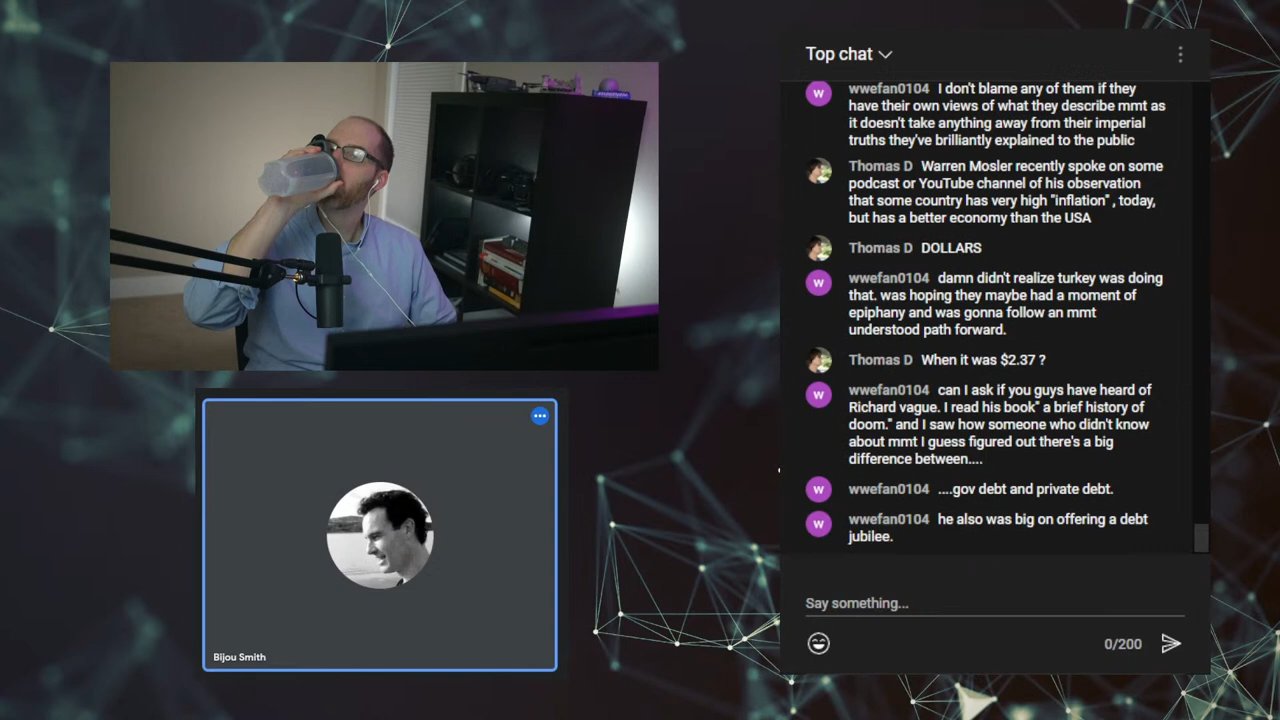 Top chat
wwefan0104 I don't blame any of them if they
have their own views of what they describe mmt as
it doesn't take anything away from their imperial
truths they've brilliantly explained to the public
Thomas D Warren Mosler recently spoke on some
podcast or YouTube channel of his observation
that some country has very high "inflation" , today,
but has a better economy than the USA
Thomas D DOLLARS
wwefan0104 damn didn't realize turkey was doing
that. was hoping they maybe had a moment of
epiphany and was gonna follow an mmt
understood path forward.
Thomas D When it was $2.37 ?
wwefan0104 can I ask if you guys have heard of
Richard vague. I read his book" a brief history of
doom." and I saw how someone who didn't know
about mmt I guess figured out there's a big
difference between....
wwefan0104 ....gov debt and private debt.
wwefan0104 he also was big on offering a debt
jubilee.
Say something...
0/200
Bijou Smith